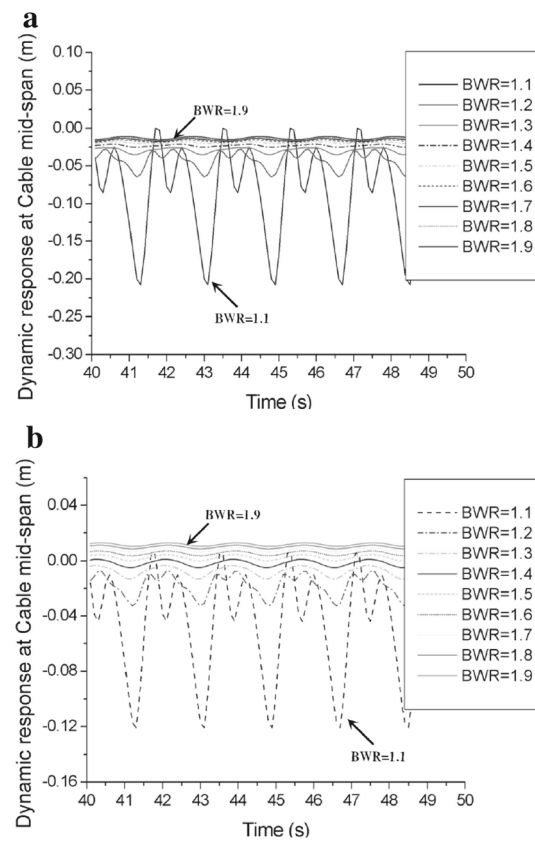 a
Dynamic response at Cable mid-span (m)
0.10
0.05
0.00
-0.05
-0.10
-0.15
-0.20
-0.25
-0.30
40 41 42 43 44 45 46 47 48 49 50
Time (s)
BWR=1.9
BWR=1.1
BWR=1.1
BWR=1.2
BWR=1.3
BWR=1.4
BWR=1.5
BWR=1.6
BWR=1.7
BWR=1.8
BWR=1.9
b
Dynamic response at Cable mid-span (m)
0.04
0.00
-0.04
-0.08
-0.12
-0.16
40 41 42 43 44 45 46 47 48 49 50
Time (s)
BWR=1.9
BWR=1.1
BWR=1.1
BWR=1.2
BWR=1.3
BWR=1.4
BWR=1.5
BWR=1.6
BWR=1.7
BWR=1.8
BWR=1.9